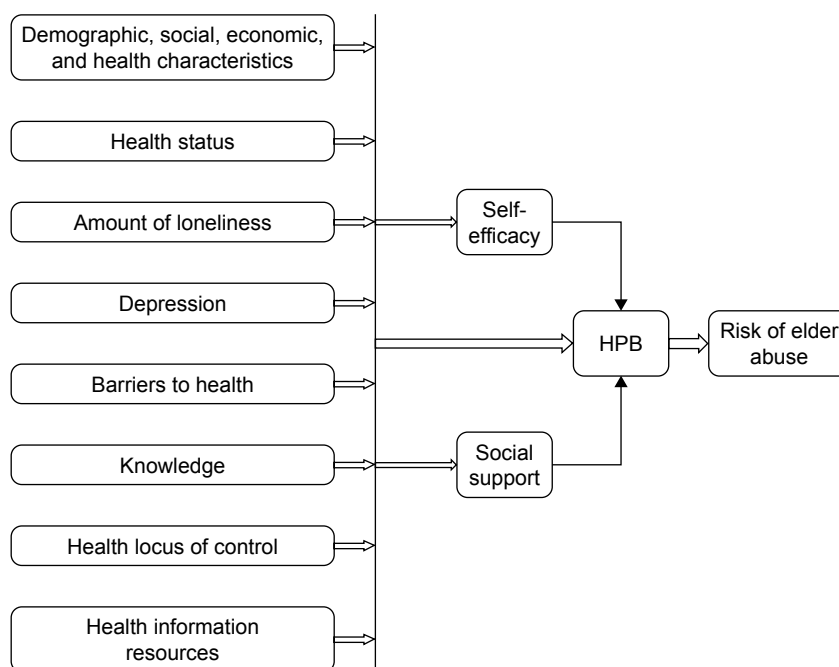 Demographic, social, economic,
and health characteristics
Health status
Amount of loneliness
Depression
Barriers to health
Knowledge
Health locus of control
Health information
resources
Self-
efficacy
Social
support
HPB
Risk of elder
abuse